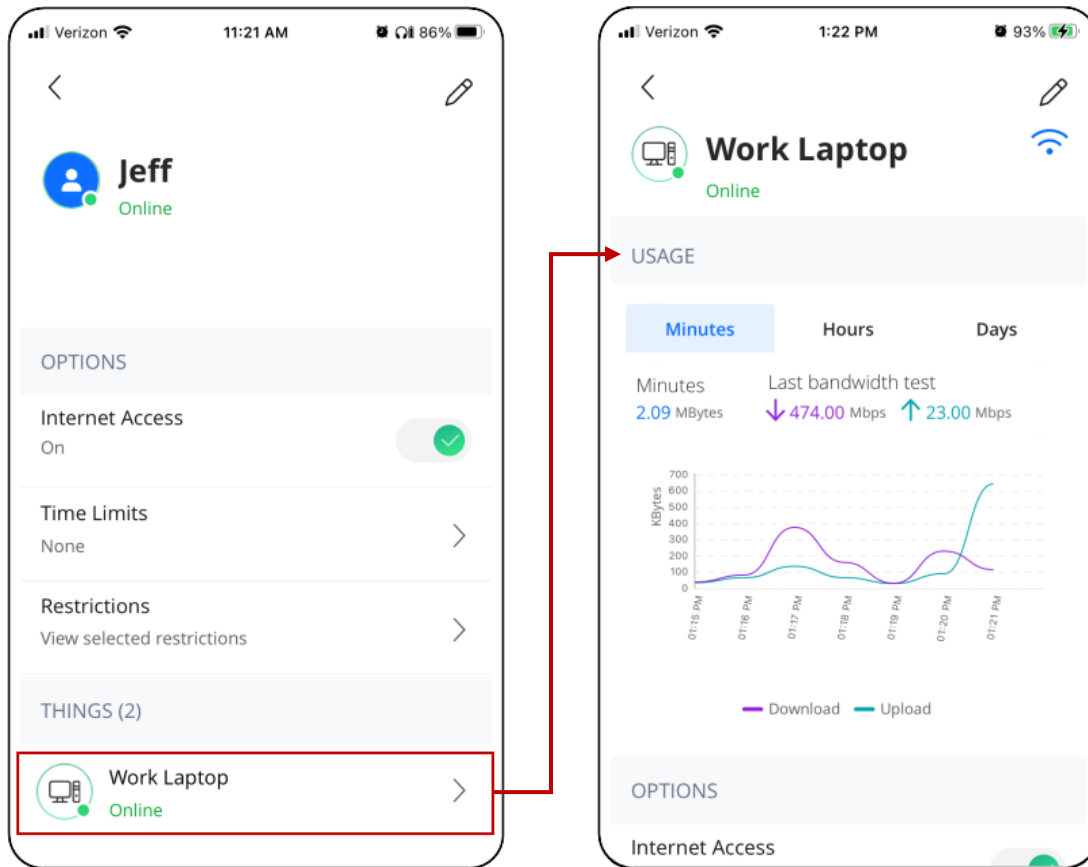 Verizon 11:21 AM 86%
Jeff
Online
OPTIONS
Internet Access
On
Time Limits
None
Restrictions
View selected restrictions
THINGS (2)
Work Laptop
Online
Verizon 1:22 PM 93%
Work Laptop
Online
USAGE
Minutes Hours Days
Minutes Last bandwidth test
2.09 MBytes 474.00 Mbps 23.00 Mbps
KBytes
700
600
500
400
300
200
100
0
01:15 PM 01:16 PM 01:17 PM 01:18 PM 01:19 PM 01:20 PM 01:21 PM
Download Upload
OPTIONS
Internet Access